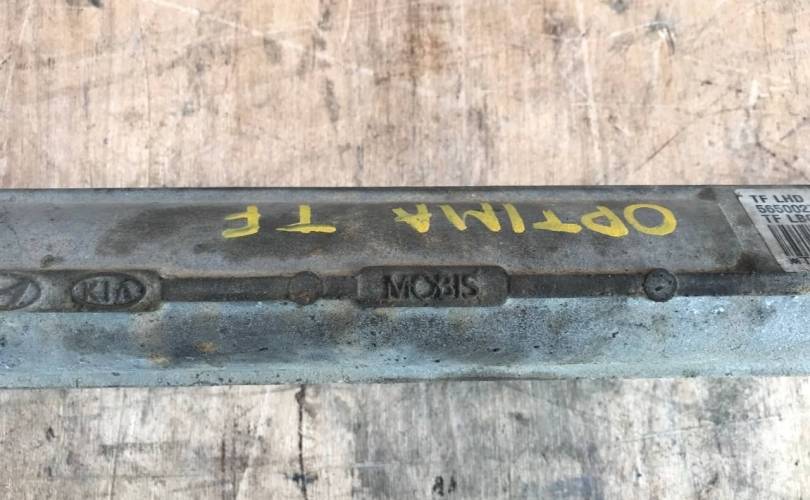 OPTIMA TF
TF LHD
KIA
MOBIS